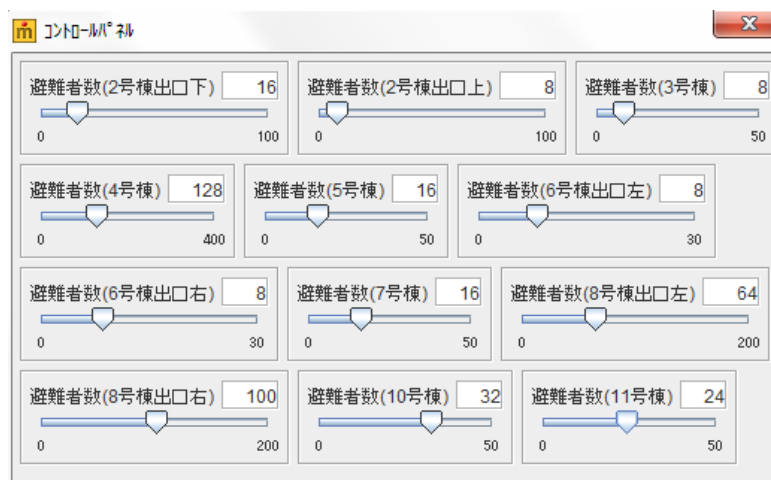 コントロールパネル
避難者数(2号棟出口下) 16
0 100
避難者数(2号棟出口上) 8
0 100
避難者数(3号棟) 8
0 50
避難者数(4号棟) 128
0 400
避難者数(5号棟) 16
0 50
避難者数(6号棟出口左) 8
0 30
避難者数(6号棟出口右) 8
0 30
避難者数(7号棟) 16
0 50
避難者数(8号棟出口左) 64
0 200
避難者数(8号棟出口右) 100
0 200
避難者数(10号棟) 32
0 50
避難者数(11号棟) 24
0 50